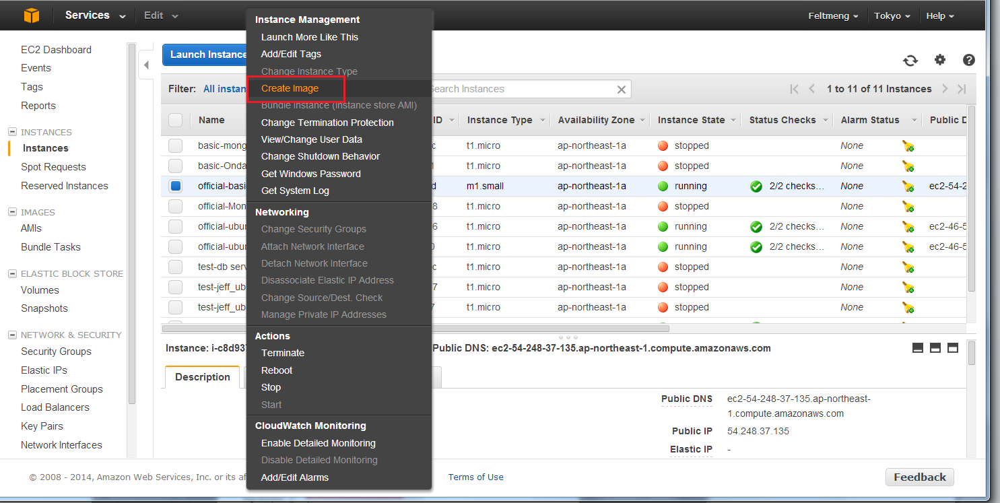 Services Edit Feltmeng Tokyo Help
EC2 Dashboard
Events
Tags
Reports
INSTANCES
Instances
Spot Requests
Reserved Instances
IMAGES
AMIs
Bundle Tasks
ELASTIC BLOCK STORE
Volumes
Snapshots
NETWORK & SECURITY
Security Groups
Elastic IPs
Placement Groups
Load Balancers
Key Pairs
Network Interfaces
Instance Management
Launch More Like This
Add/Edit Tags
Change Instance Type
Create Image
Bundle Instance (instance store AMI)
Change Termination Protection
View/Change User Data
Change Shutdown Behavior
Get Windows Password
Get System Log
Networking
Change Security Groups
Attach Network Interface
Detach Network Interface
Disassociate Elastic IP Address
Change Source/Dest. Check
Manage Private IP Addresses
Actions
Terminate
Reboot
Stop
Start
CloudWatch Monitoring
Enable Detailed Monitoring
Disable Detailed Monitoring
Add/Edit Alarms
Launch Instance
Filter: All instan Search Instances 1 to 11 of 11 Instances
Name ID Instance Type Availability Zone Instance State Status Checks Alarm Status Public D
basic-mong c t1.micro ap-northeast-1a stopped None
basic-Onda t1.micro ap-northeast-1a stopped None
official-basi d m1.small ap-northeast-1a running 2/2 checks... None ec2-54-2
official-Mon 8 t1.micro ap-northeast-1a stopped None
official-ubu 6 t1.micro ap-northeast-1a running 2/2 checks... None ec2-46-5
official-ubu t1.micro ap-northeast-1a running 2/2 checks... None ec2-46-5
test-db serv c t1.micro ap-northeast-1a stopped None
test-jeff_ub 7 t1.micro ap-northeast-1a stopped None
test-jeff_ub t1.micro ap-northeast-1a stopped None
Instance: i-c8d937 Public DNS: ec2-54-248-37-135.ap-northeast-1.compute.amazonaws.com
Description
Public DNS ec2-54-248-37-135.ap-northeast-
1.compute.amazonaws.com
Public IP 54.248.37.135
Elastic IP -
© 2008 - 2014, Amazon Web Services, Inc. or its af Terms of Use Feedback